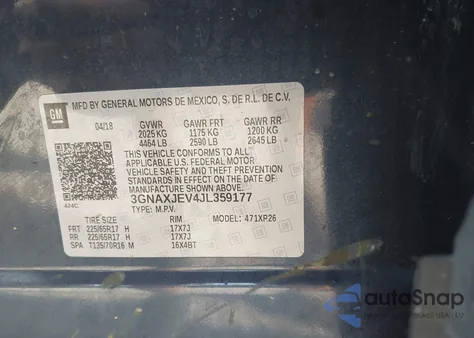 GM
MFD BY GENERAL MOTORS DE MEXICO, S. DE R.L. DE C.V.
04/18 GVWR GAWR FRT GAWR RR
2025 KG 1175 KG 1200 KG
4464 LB 2590 LB 2645 LB
THIS VEHICLE CONFORMS TO ALL
APPLICABLE U.S. FEDERAL MOTOR
VEHICLE SAFETY STANDARDS IN
EFFECT ON THE DATE OF
MANUFACTURE SHOWN ABOVE.
3GNAXJEV4JL359177
424C TYPE: M.P.V. MODEL: 471XP26
TIRE SIZE RIM
FRT 225/65R17 H 17X7J
RR 225/65R17 H 17X7J
SPA T135/70R16 M 16X4BT
autoSnap